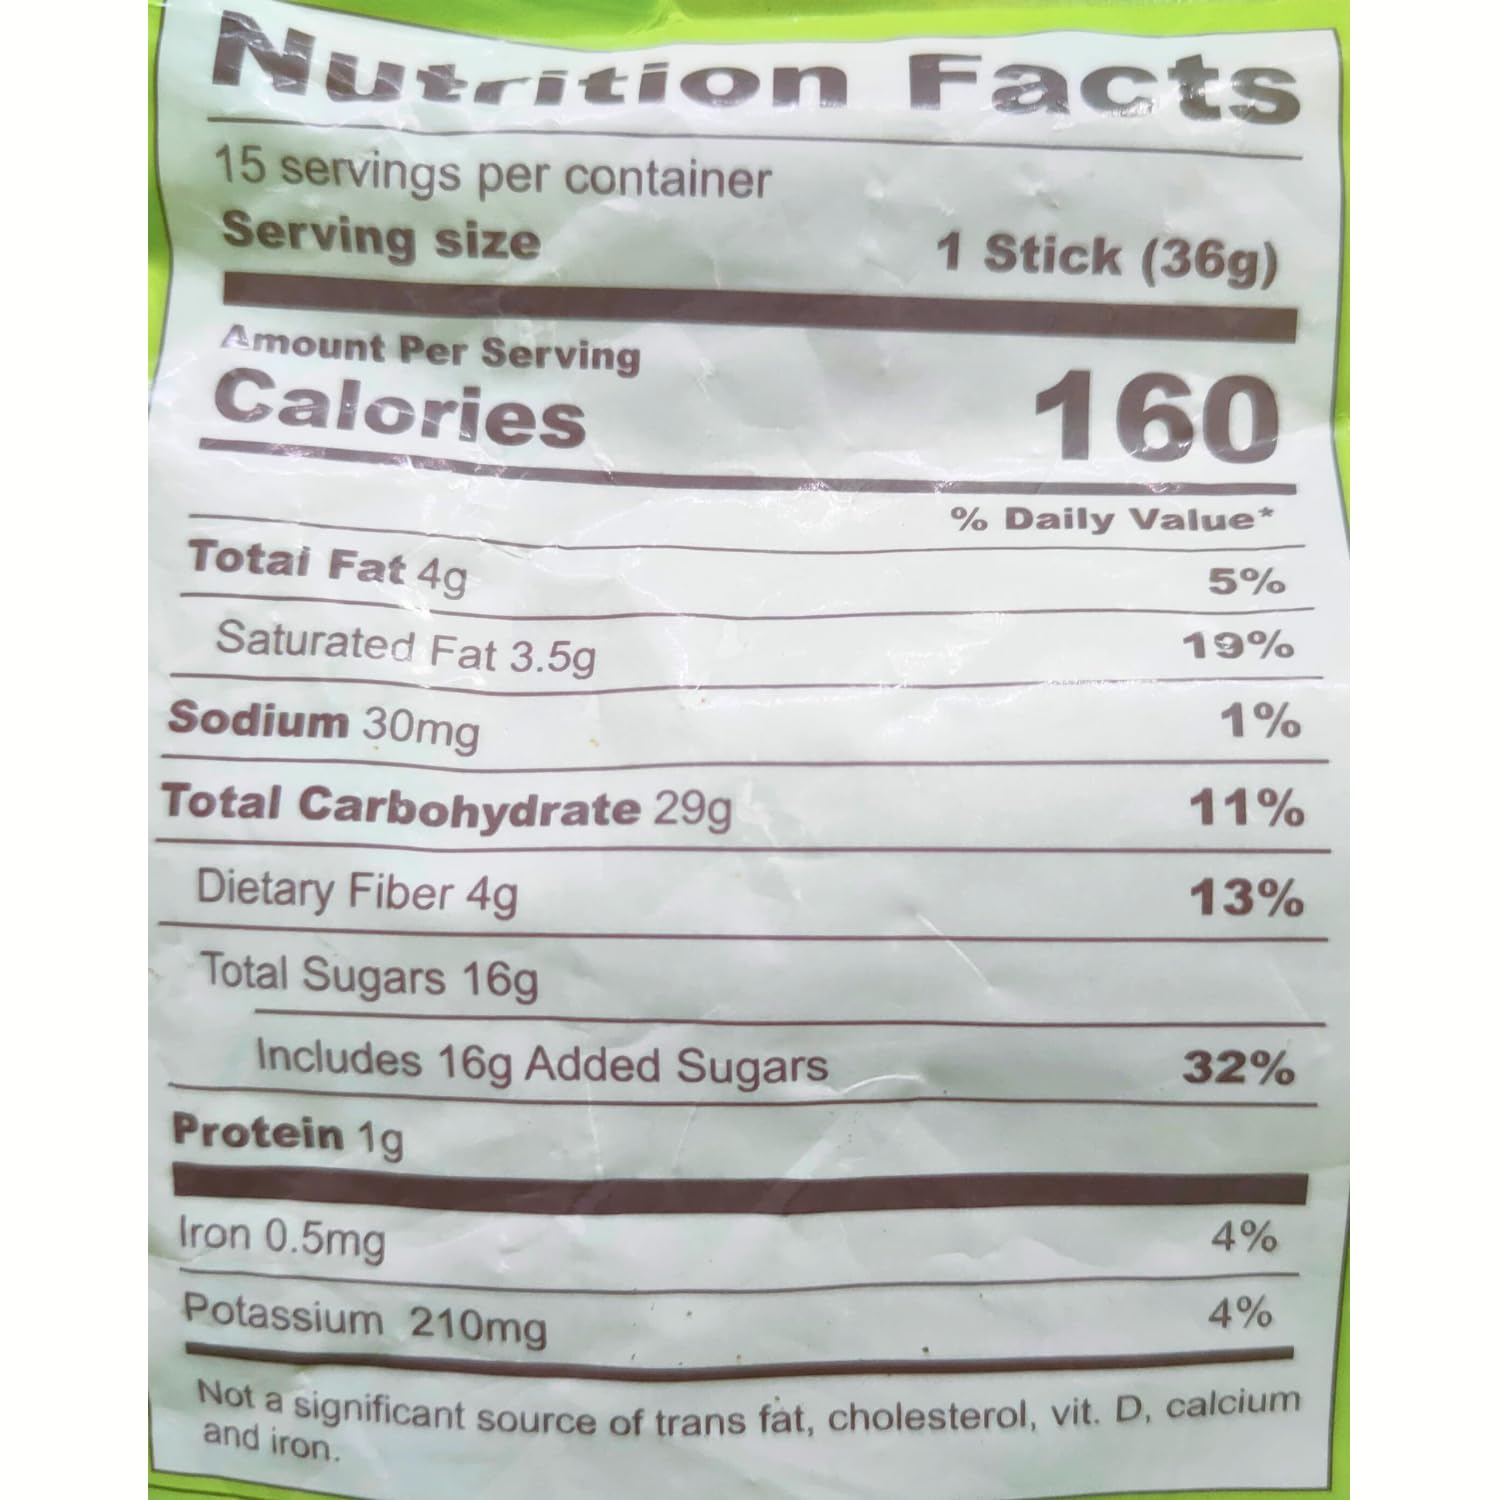 Nutrition Facts
15 servings per container
Serving size 1 Stick (36g)
Amount Per Serving
Calories 160
% Daily Value*
Total Fat 4g 5%
Saturated Fat 3.5g 19%
Sodium 30mg 1%
Total Carbohydrate 29g 11%
Dietary Fiber 4g 13%
Total Sugars 16g
Includes 16g Added Sugars 32%
Protein 1g
Iron 0.5mg 4%
Potassium 210mg 4%
Not a significant source of trans fat, cholesterol, vit. D, calcium
and iron.